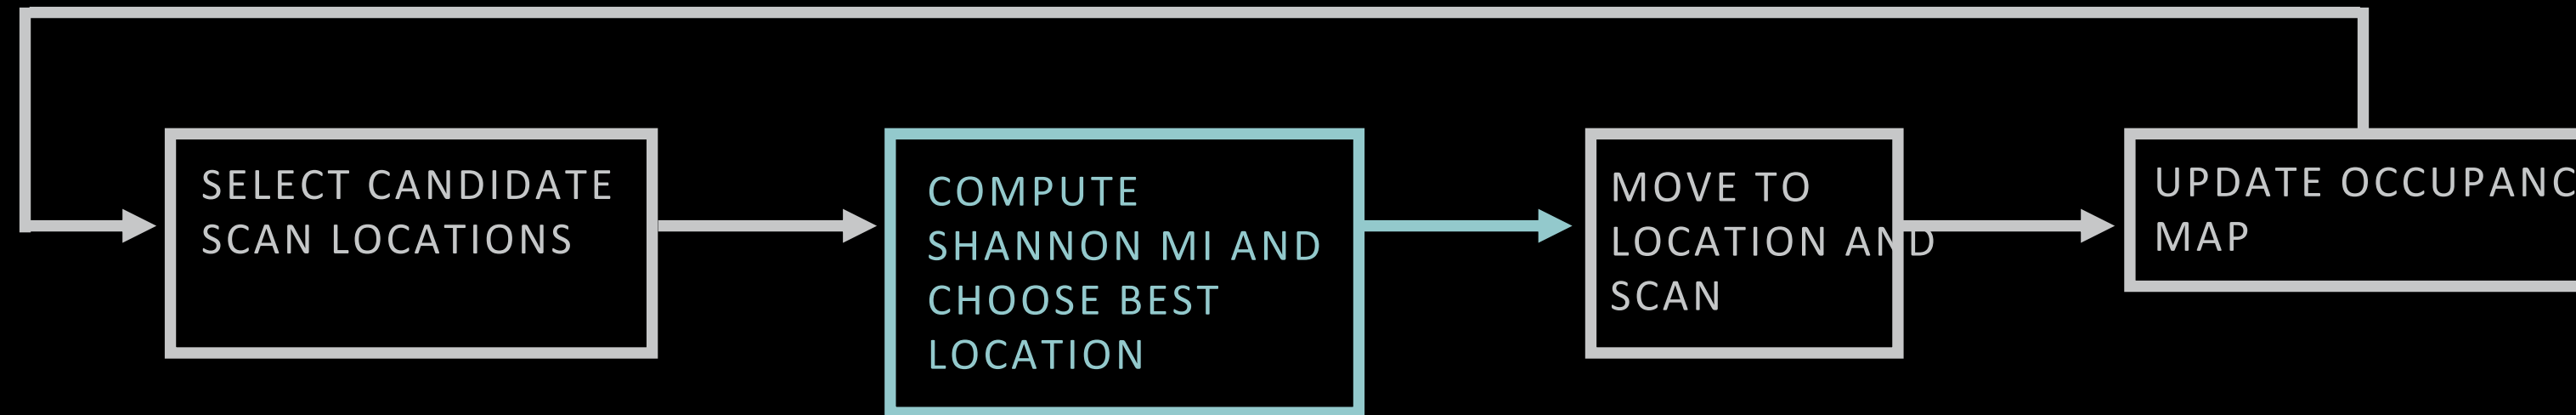 SELECT CANDIDATE
SCAN LOCATIONS
COMPUTE
SHANNON MI AND
CHOOSE BEST
LOCATION
MOVE TO
LOCATION AND
SCAN
UPDATE OCCUPANC
MAP